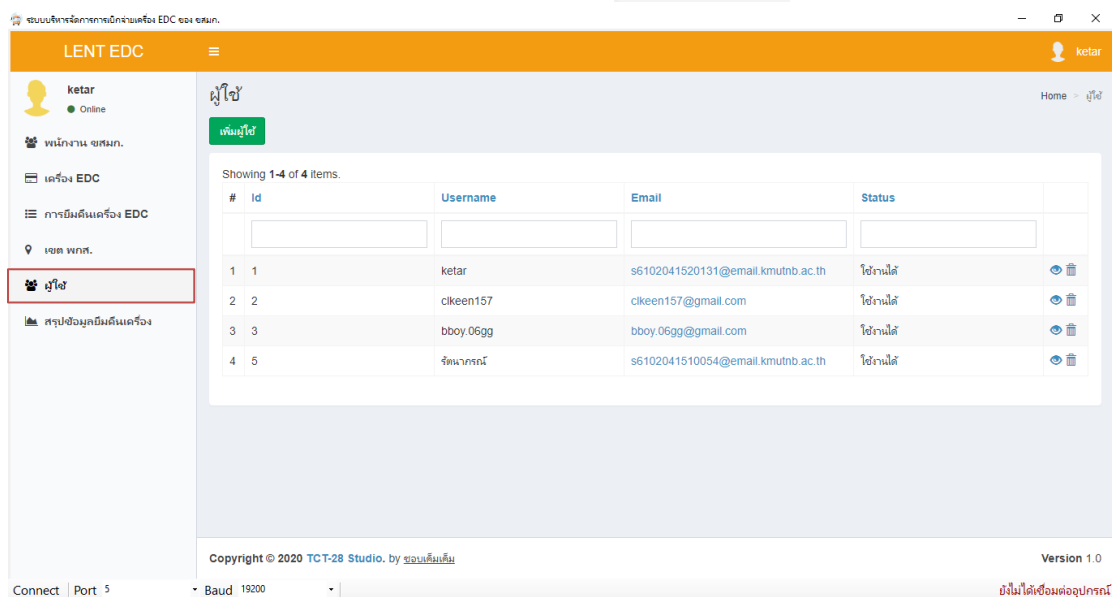 ระบบบริหารจัดการการเบิกจ่ายเครื่อง EDC ของ ขสมก.
LENT EDC
ketar
ketar
Online
พนักงาน ขสมก.
เครื่อง EDC
การยืมคืนเครื่อง EDC
เขต พกส.
ผู้ใช้
สรุปข้อมูลยืมคืนเครื่อง
ผู้ใช้
Home > ผู้ใช้
เพิ่มผู้ใช้
Showing 1-4 of 4 items.
# Id Username Email Status
1 1 ketar s6102041520131@email.kmutnb.ac.th ใช้งานได้
2 2 clkeen157 clkeen157@gmail.com ใช้งานได้
3 3 bboy.06gg bboy.06gg@gmail.com ใช้งานได้
4 5 รัตนาภรณ์ s6102041510054@email.kmutnb.ac.th ใช้งานได้
Copyright © 2020 TCT-28 Studio. by ชอบเค็มเค็ม
Version 1.0
Connect Port 5 Baud 19200
ยังไม่ได้เชื่อมต่ออุปกรณ์